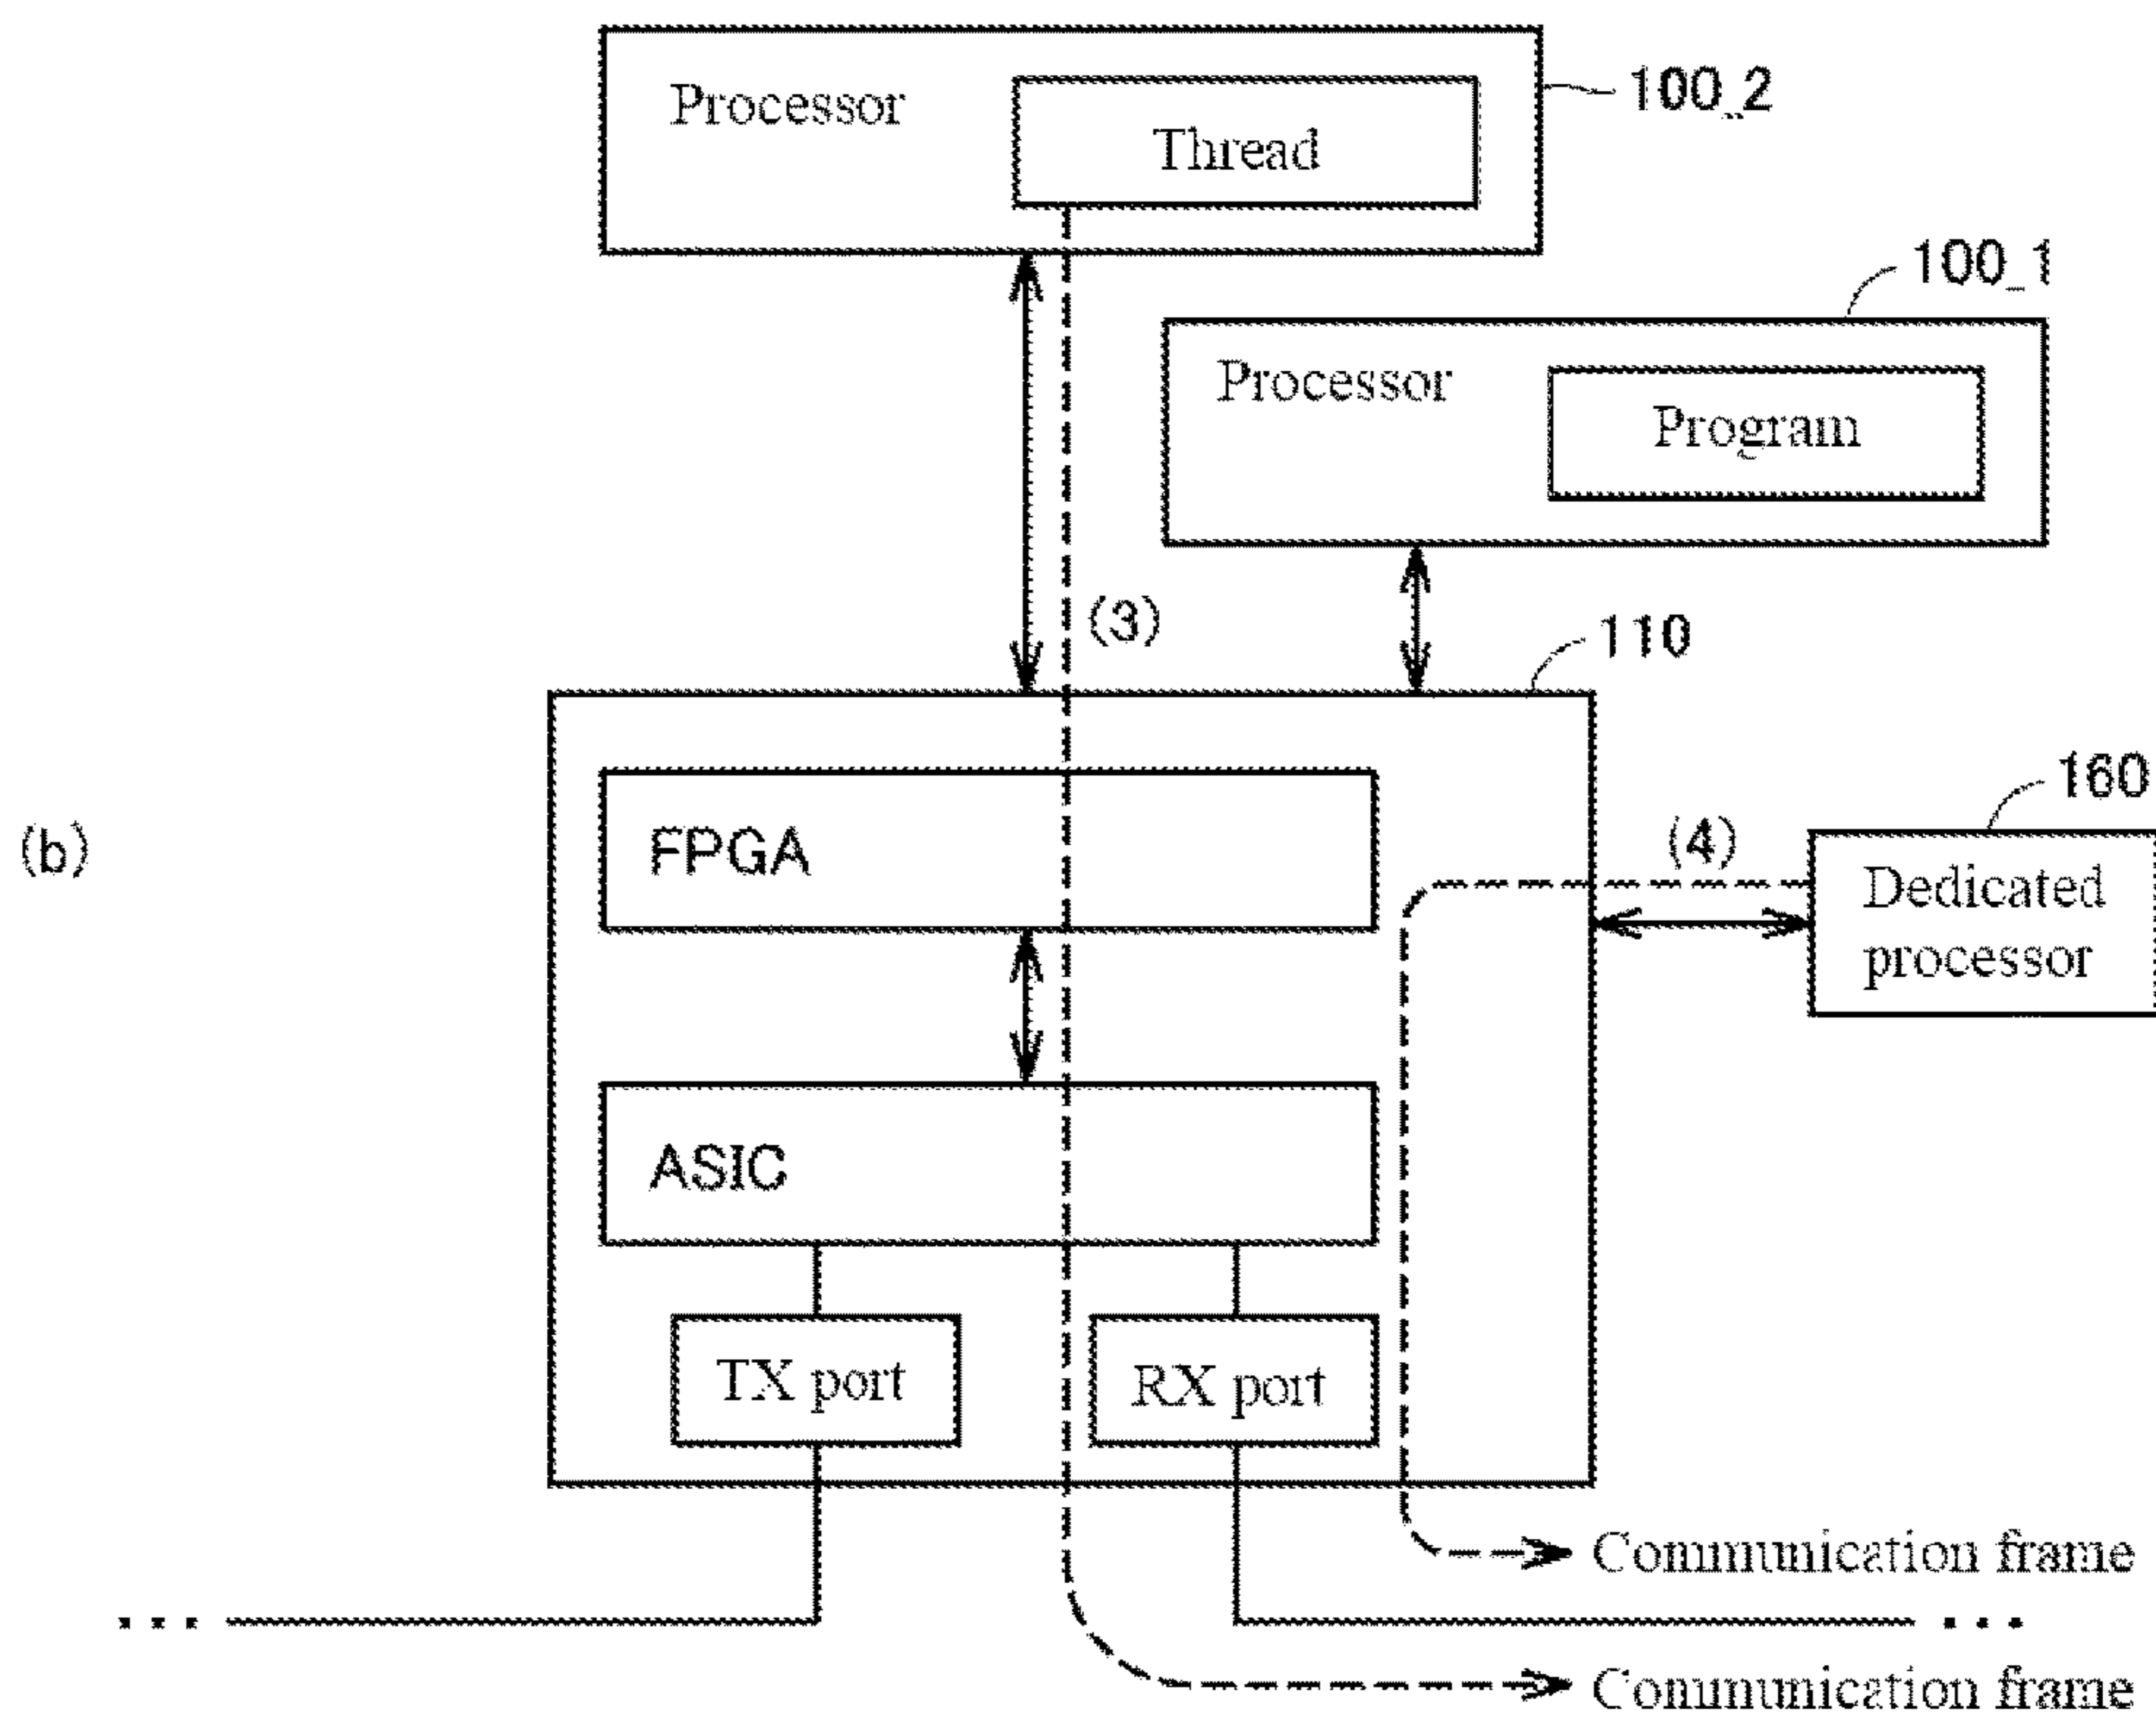 Processor
Thread
100_2
100_1
Processor
Program
(3)
110
160
(b)
FPGA
(4)
Dedicated
processor
ASIC
TX port
RX port
Communication frame
...
...
Communication frame